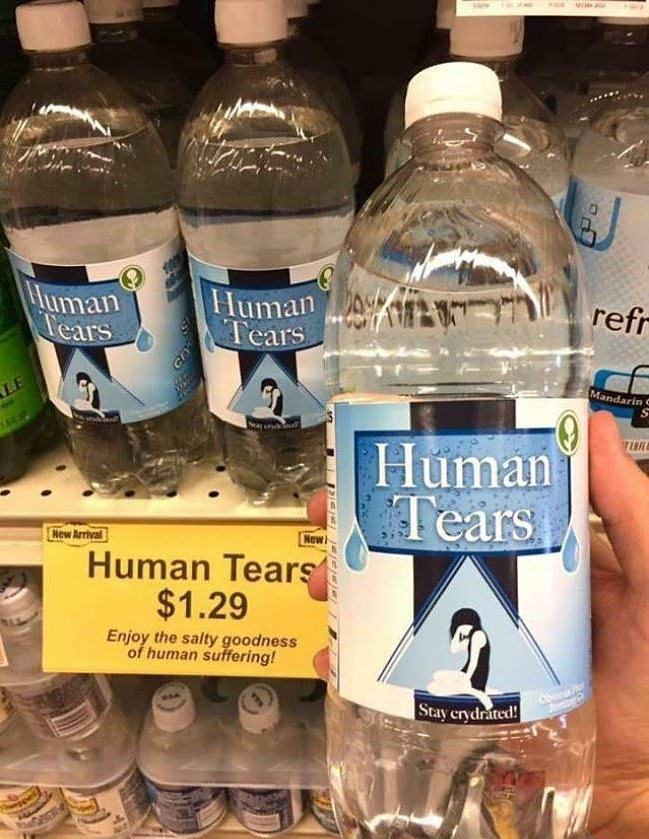 Human
Tears
Human
Tears
Human
Tears
Stay crydrated!
refr
Mandarin
New Arrival
New
Human Tears
$1.29
Enjoy the salty goodness
of human suffering!